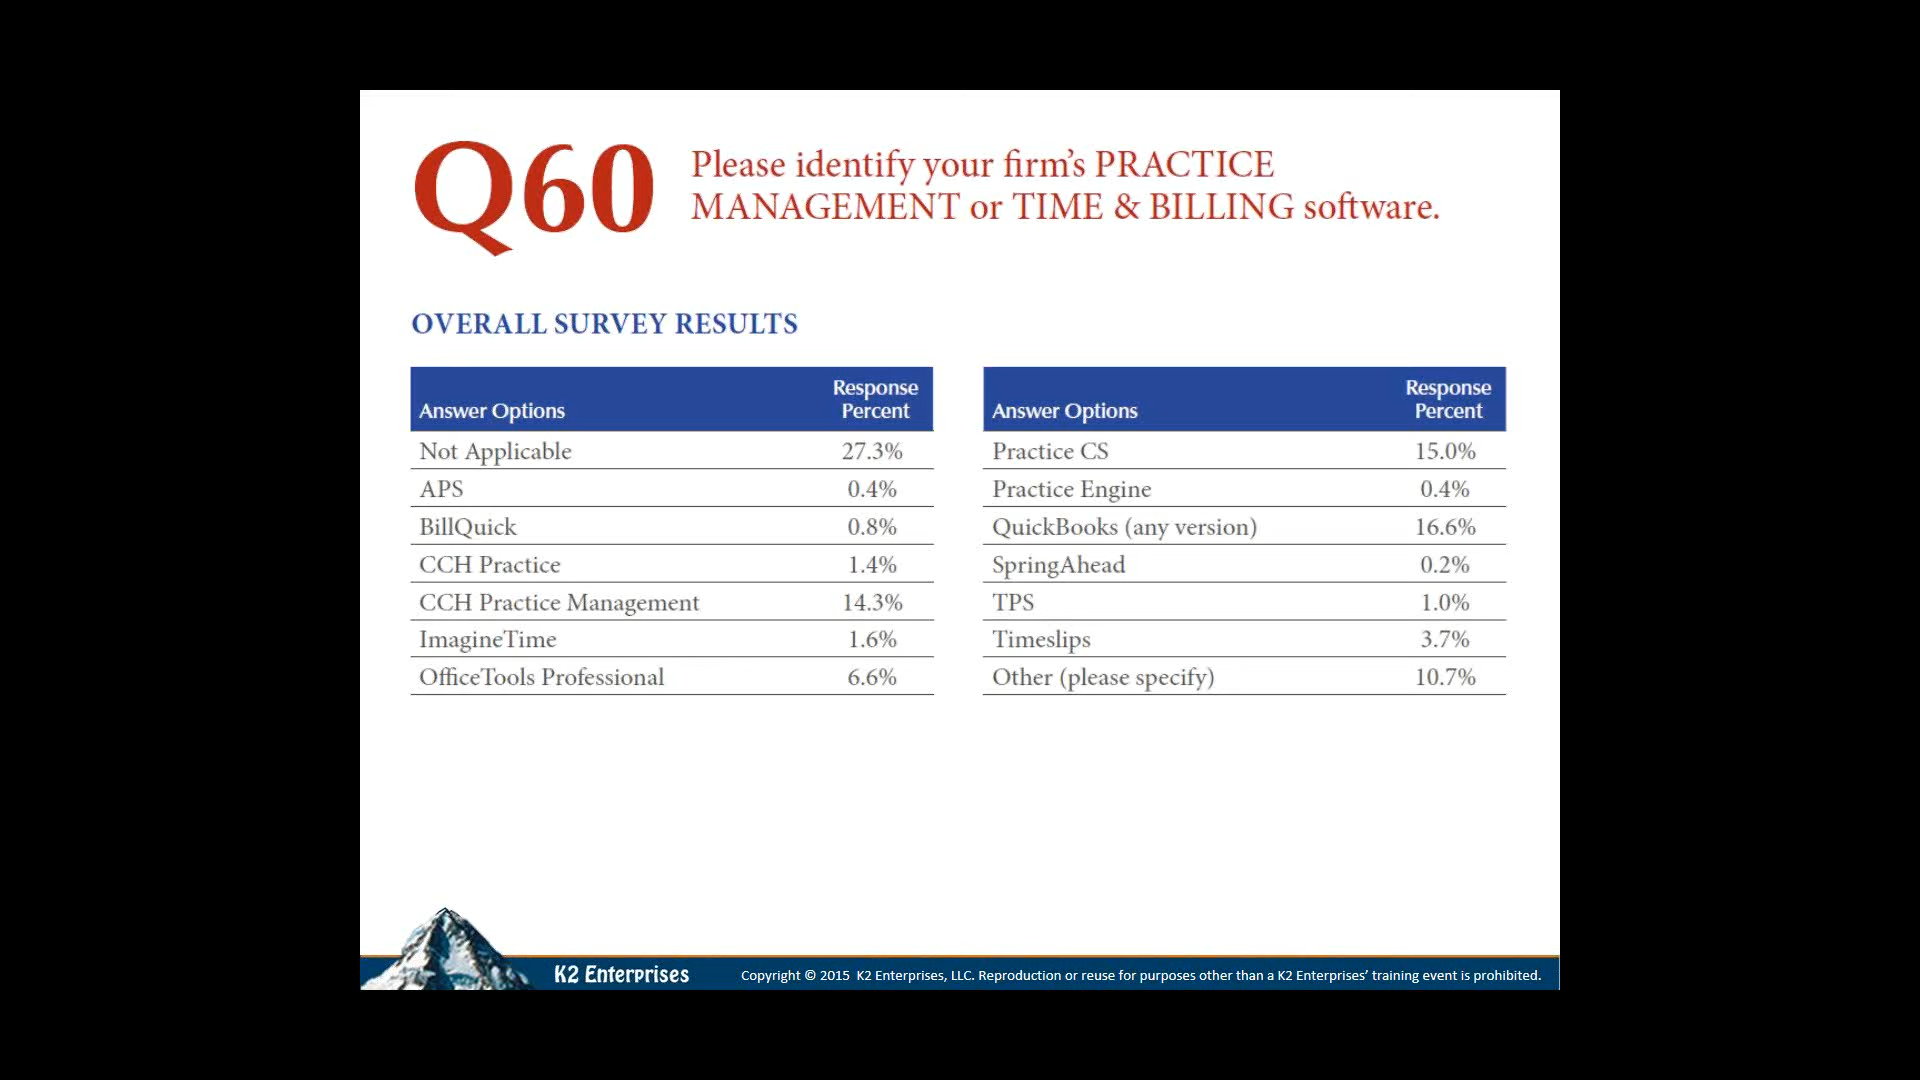 Q60
Please identify your firm's PRACTICE
MANAGEMENT or TIME & BILLING software.
OVERALL SURVEY RESULTS
Answer Options Response Percent
Not Applicable 27.3%
APS 0.4%
BillQuick 0.8%
CCH Practice 1.4%
CCH Practice Management 14.3%
ImagineTime 1.6%
OfficeTools Professional 6.6%
Answer Options Response Percent
Practice CS 15.0%
Practice Engine 0.4%
QuickBooks (any version) 16.6%
SpringAhead 0.2%
TPS 1.0%
Timeslips 3.7%
Other (please specify) 10.7%
K2 Enterprises
Copyright © 2015 K2 Enterprises, LLC. Reproduction or reuse for purposes other than a K2 Enterprises' training event is prohibited.